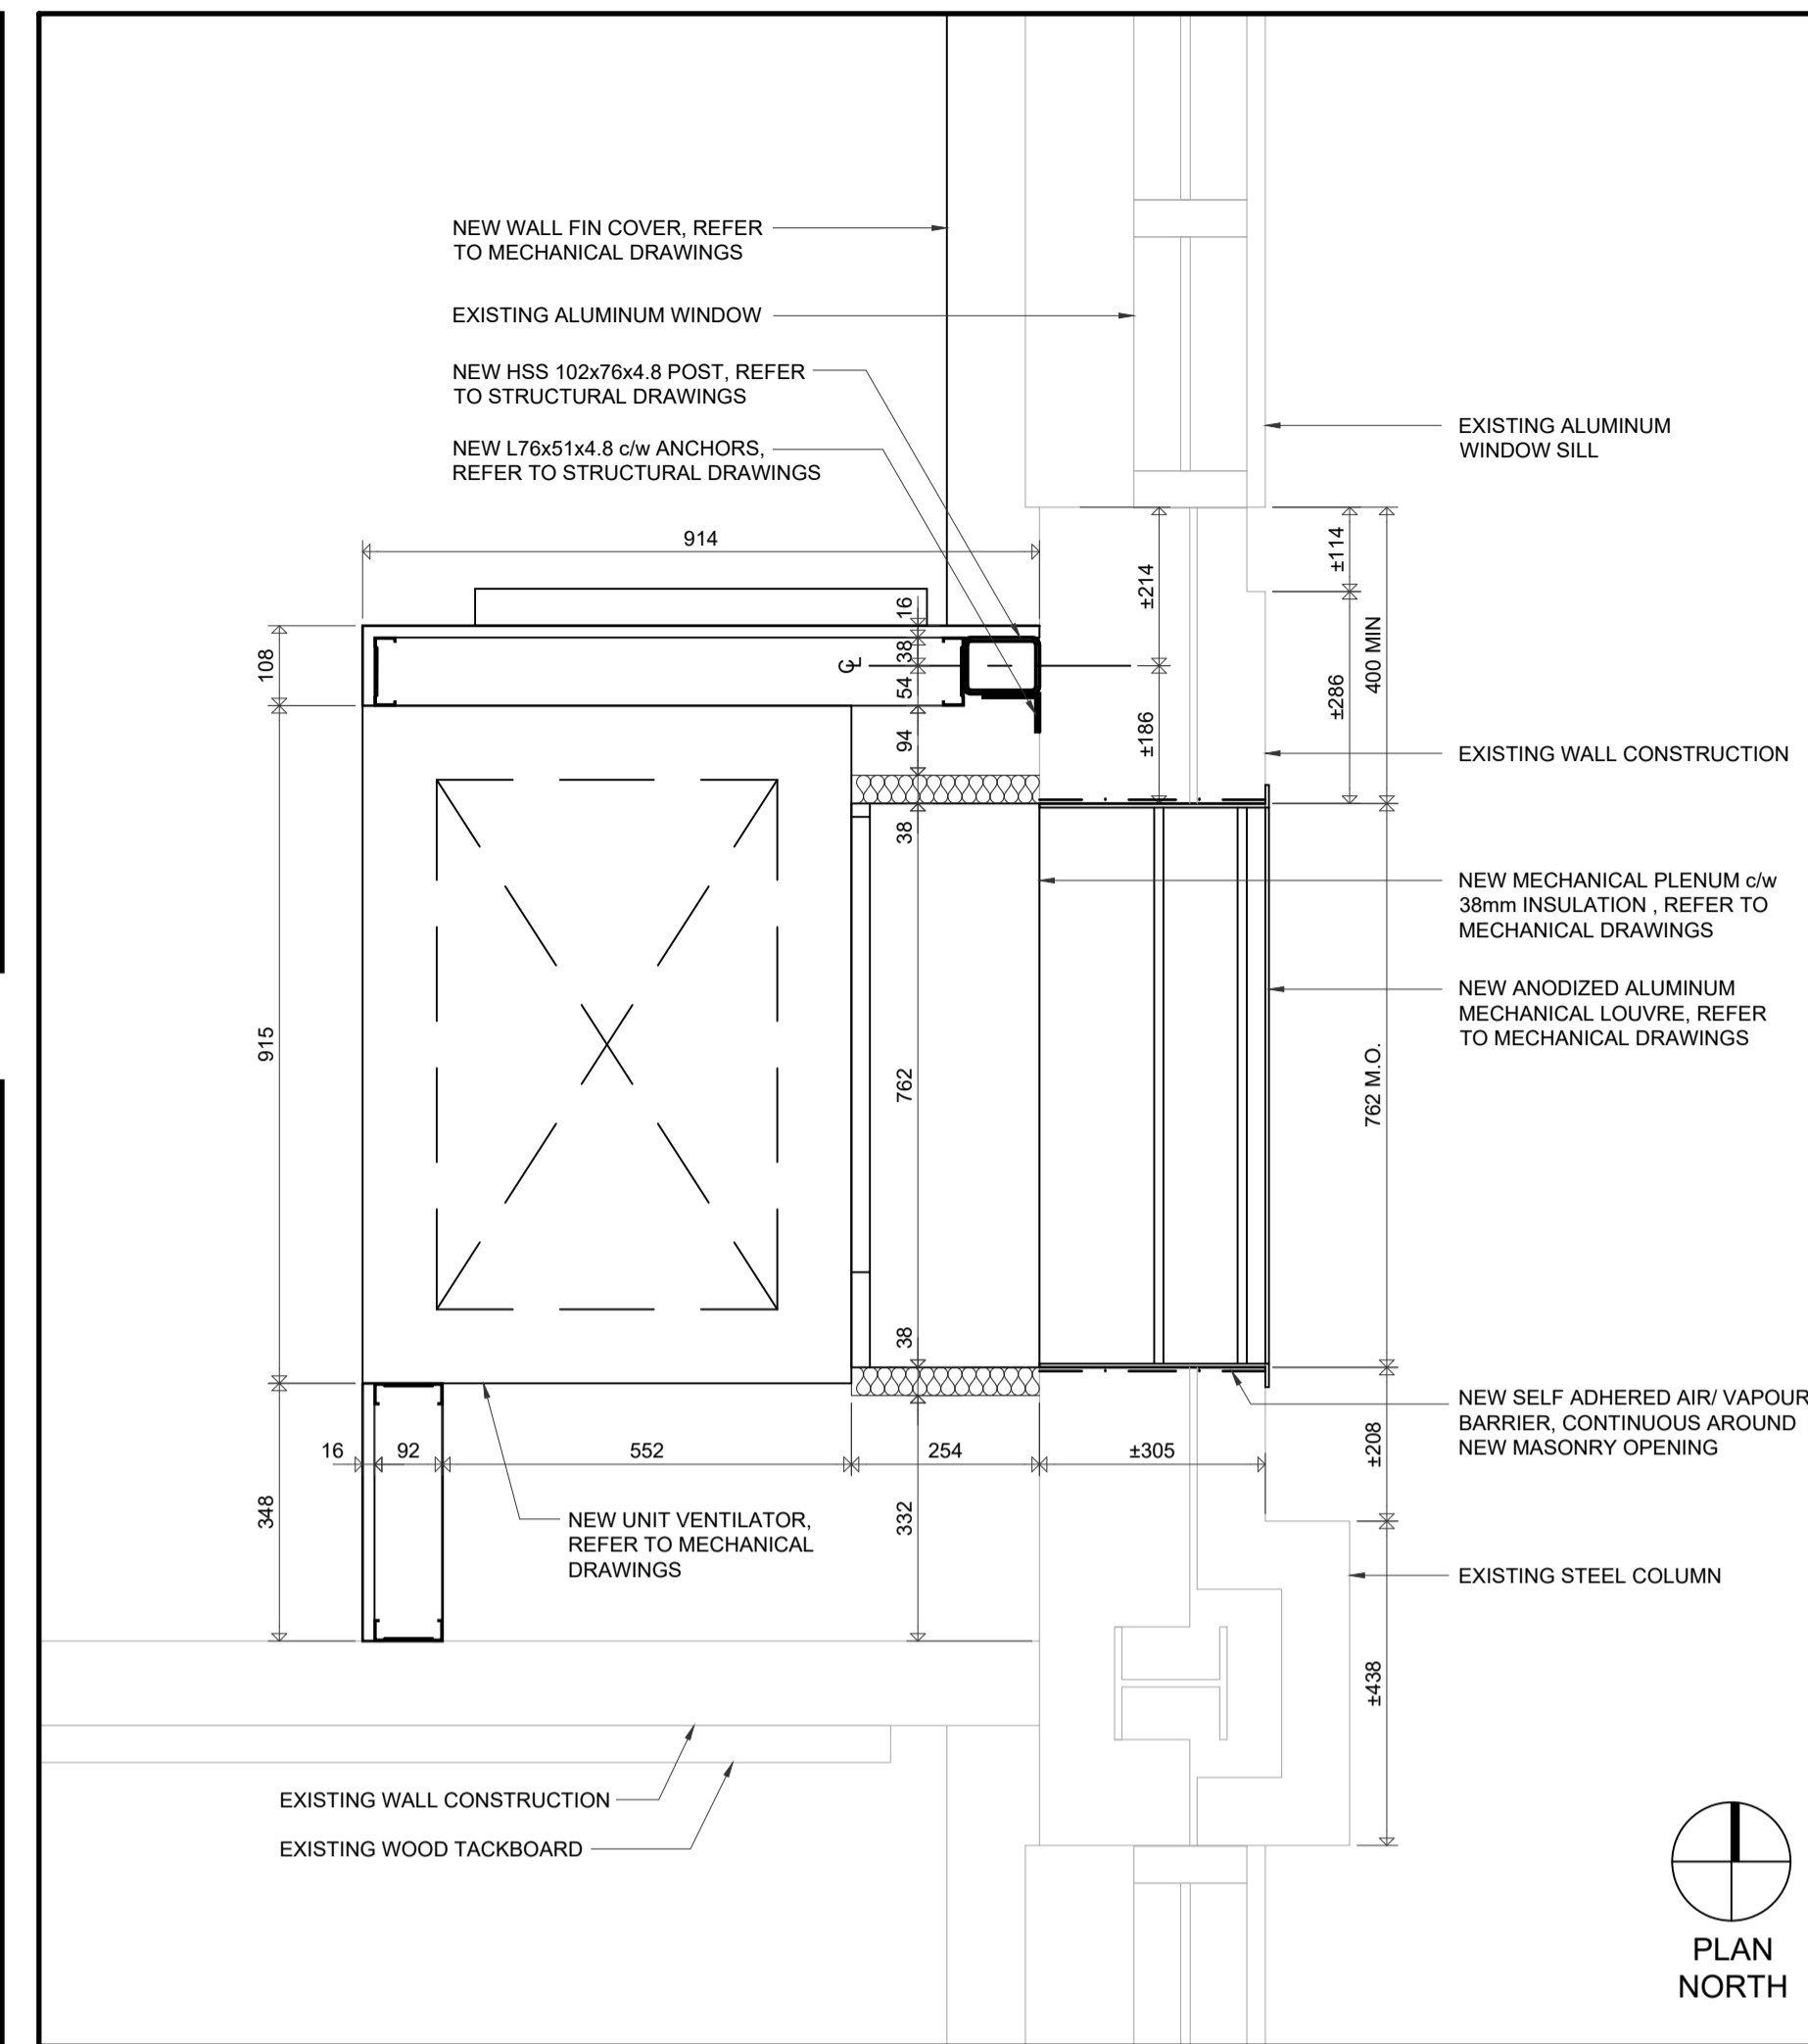 NEW WALL FIN COVER, REFER
TO MECHANICAL DRAWINGS
EXISTING ALUMINUM WINDOW
NEW HSS 102x76x4.8 POST, REFER
TO STRUCTURAL DRAWINGS
NEW L76x51x4.8 c/w ANCHORS,
REFER TO STRUCTURAL DRAWINGS
EXISTING ALUMINUM
WINDOW SILL
914
16
38
54
94
38
762
38
332
CL
108
915
348
±214
±186
±114
±286
400 MIN
762 M.O.
±208
±438
EXISTING WALL CONSTRUCTION
NEW MECHANICAL PLENUM c/w
38mm INSULATION , REFER TO
MECHANICAL DRAWINGS
NEW ANODIZED ALUMINUM
MECHANICAL LOUVRE, REFER
TO MECHANICAL DRAWINGS
NEW SELF ADHERED AIR/ VAPOUR
BARRIER, CONTINUOUS AROUND
NEW MASONRY OPENING
16 92 552 254 ±305
NEW UNIT VENTILATOR,
REFER TO MECHANICAL
DRAWINGS
EXISTING STEEL COLUMN
EXISTING WALL CONSTRUCTION
EXISTING WOOD TACKBOARD
PLAN
NORTH